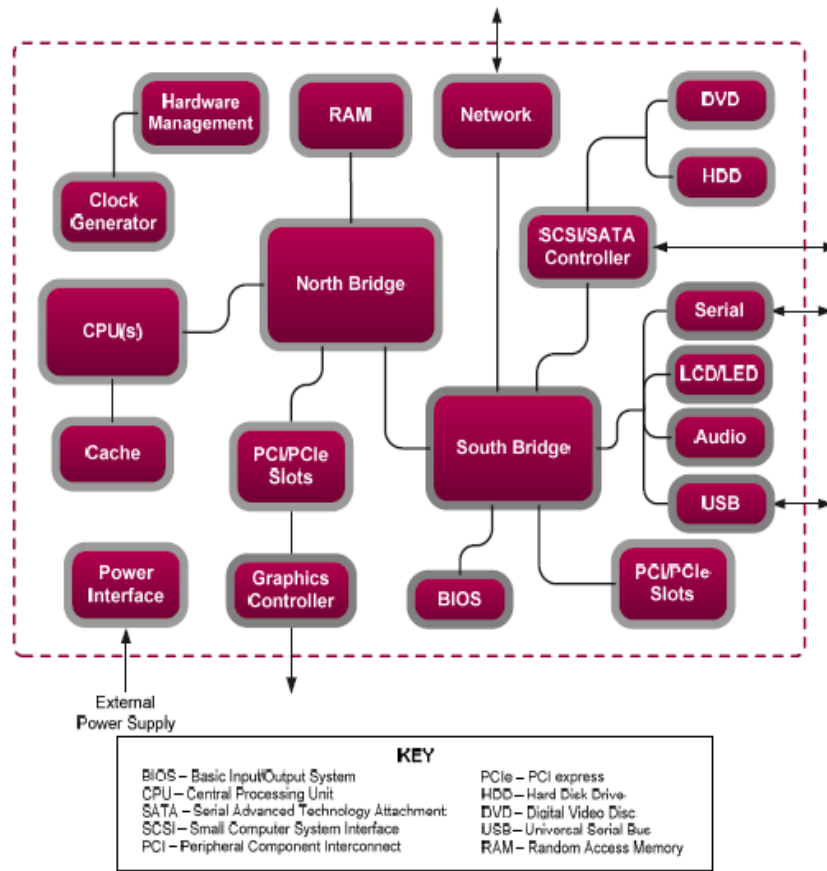 Hardware
Management
RAM
Network
DVD
HDD
Clock
Generator
SCSI/SATA
Controller
North Bridge
CPU(s)
Serial
LCD/LED
Cache
PCI/PCIe
Slots
South Bridge
Audio
USB
Power
Interface
Graphics
Controller
BIOS
PCI/PCIe
Slots
External
Power Supply
KEY
BIOS – Basic Input/Output System
CPU – Central Processing Unit
SATA – Serial Advanced Technology Attachment
SCSI – Small Computer System Interface
PCI – Peripheral Component Interconnect
PCIe – PCI express
HDD – Hard Disk Drive
DVD – Digital Video Disc
USB – Universal Serial Bus
RAM – Random Access Memory